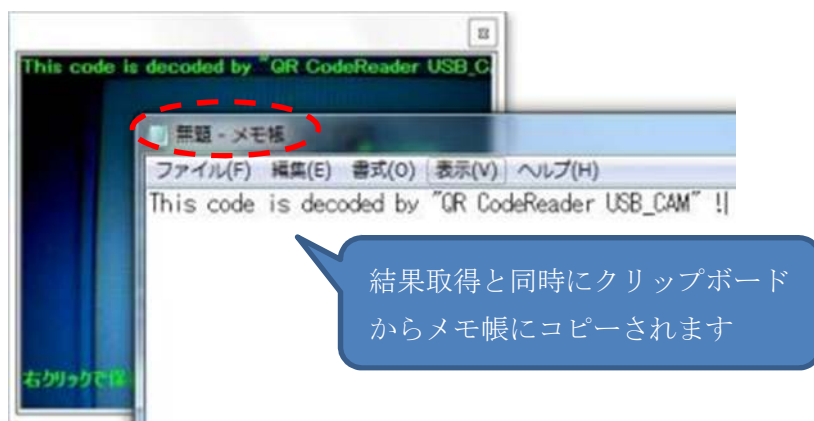 This code is decoded by "QR CodeReader USB_C
無題 - メモ帳
ファイル(F) 編集(E) 書式(O) 表示(V) ヘルプ(H)
This code is decoded by "QR CodeReader USB_CAM" !
結果取得と同時にクリップボード
からメモ帳にコピーされます
右クリックで保